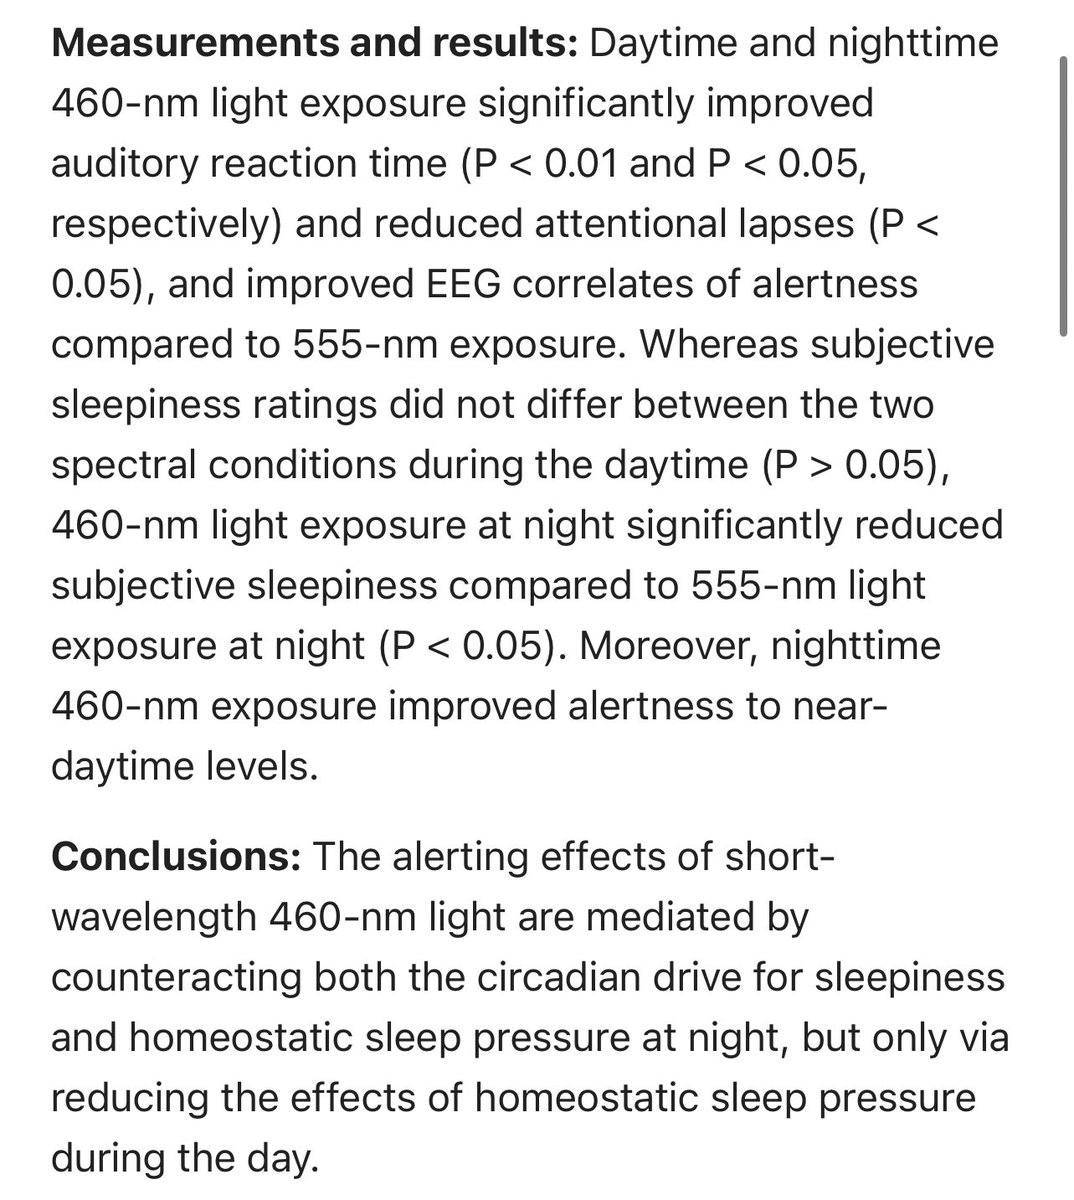 Measurements and results: Daytime and nighttime
460-nm light exposure significantly improved
auditory reaction time (P < 0.01 and P < 0.05,
respectively) and reduced attentional lapses (P <
0.05), and improved EEG correlates of alertness
compared to 555-nm exposure. Whereas subjective
sleepiness ratings did not differ between the two
spectral conditions during the daytime (P > 0.05),
460-nm light exposure at night significantly reduced
subjective sleepiness compared to 555-nm light
exposure at night (P < 0.05). Moreover, nighttime
460-nm exposure improved alertness to near-
daytime levels.
Conclusions: The alerting effects of short-
wavelength 460-nm light are mediated by
counteracting both the circadian drive for sleepiness
and homeostatic sleep pressure at night, but only via
reducing the effects of homeostatic sleep pressure
during the day.